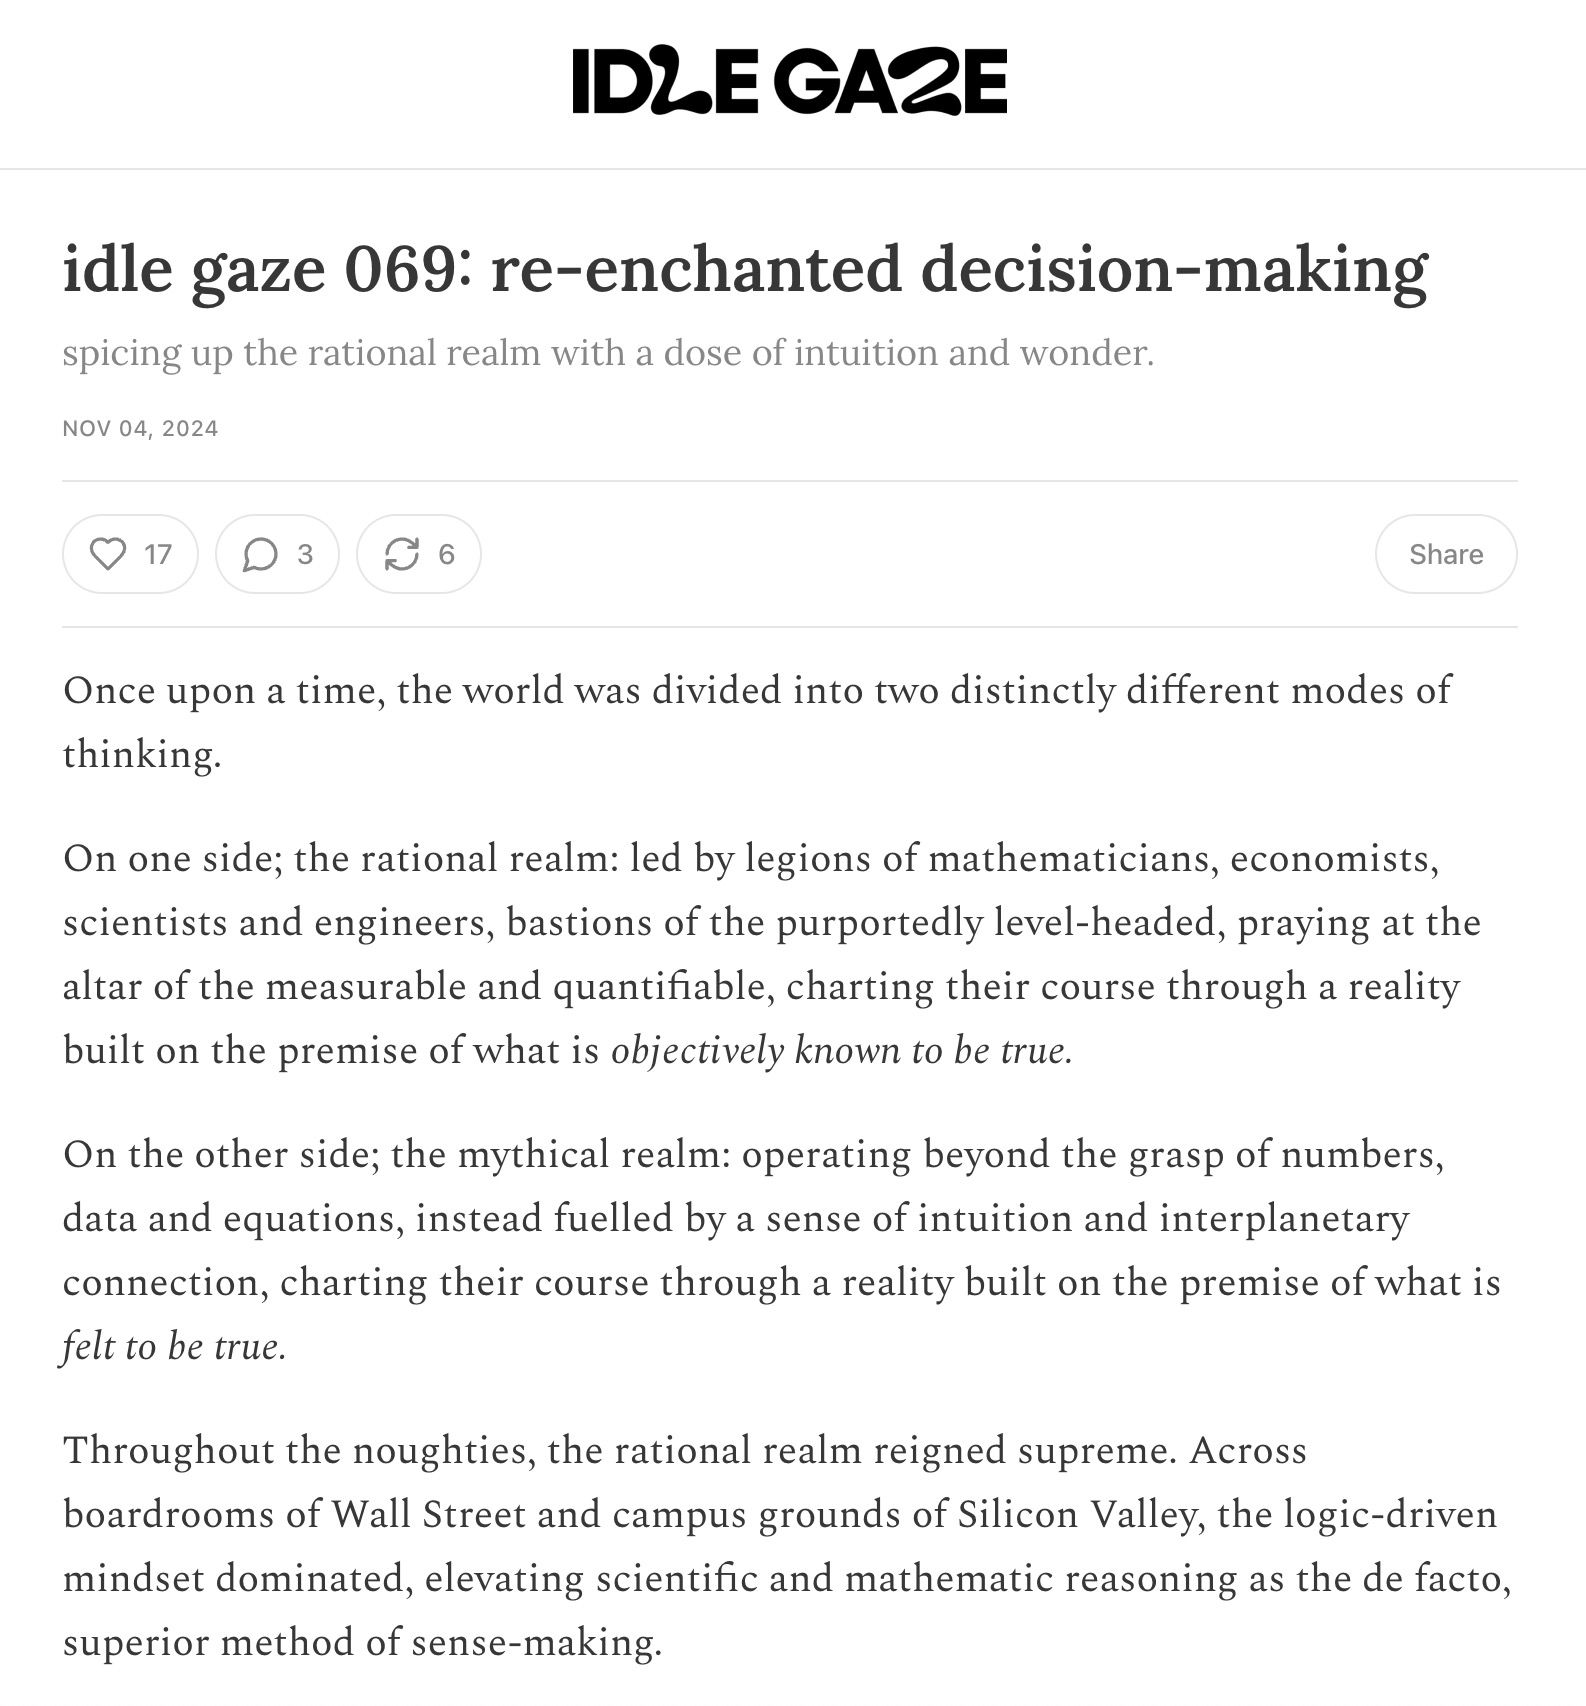 IDLE GAZE
idle gaze 069: re-enchanted decision-making
spicing up the rational realm with a dose of intuition and wonder.
NOV 04, 2024
17 3 6 Share
Once upon a time, the world was divided into two distinctly different modes of
thinking.
On one side; the rational realm: led by legions of mathematicians, economists,
scientists and engineers, bastions of the purportedly level-headed, praying at the
altar of the measurable and quantifiable, charting their course through a reality
built on the premise of what is objectively known to be true.
On the other side; the mythical realm: operating beyond the grasp of numbers,
data and equations, instead fuelled by a sense of intuition and interplanetary
connection, charting their course through a reality built on the premise of what is
felt to be true.
Throughout the noughties, the rational realm reigned supreme. Across
boardrooms of Wall Street and campus grounds of Silicon Valley, the logic-driven
mindset dominated, elevating scientific and mathematic reasoning as the de facto,
superior method of sense-making.